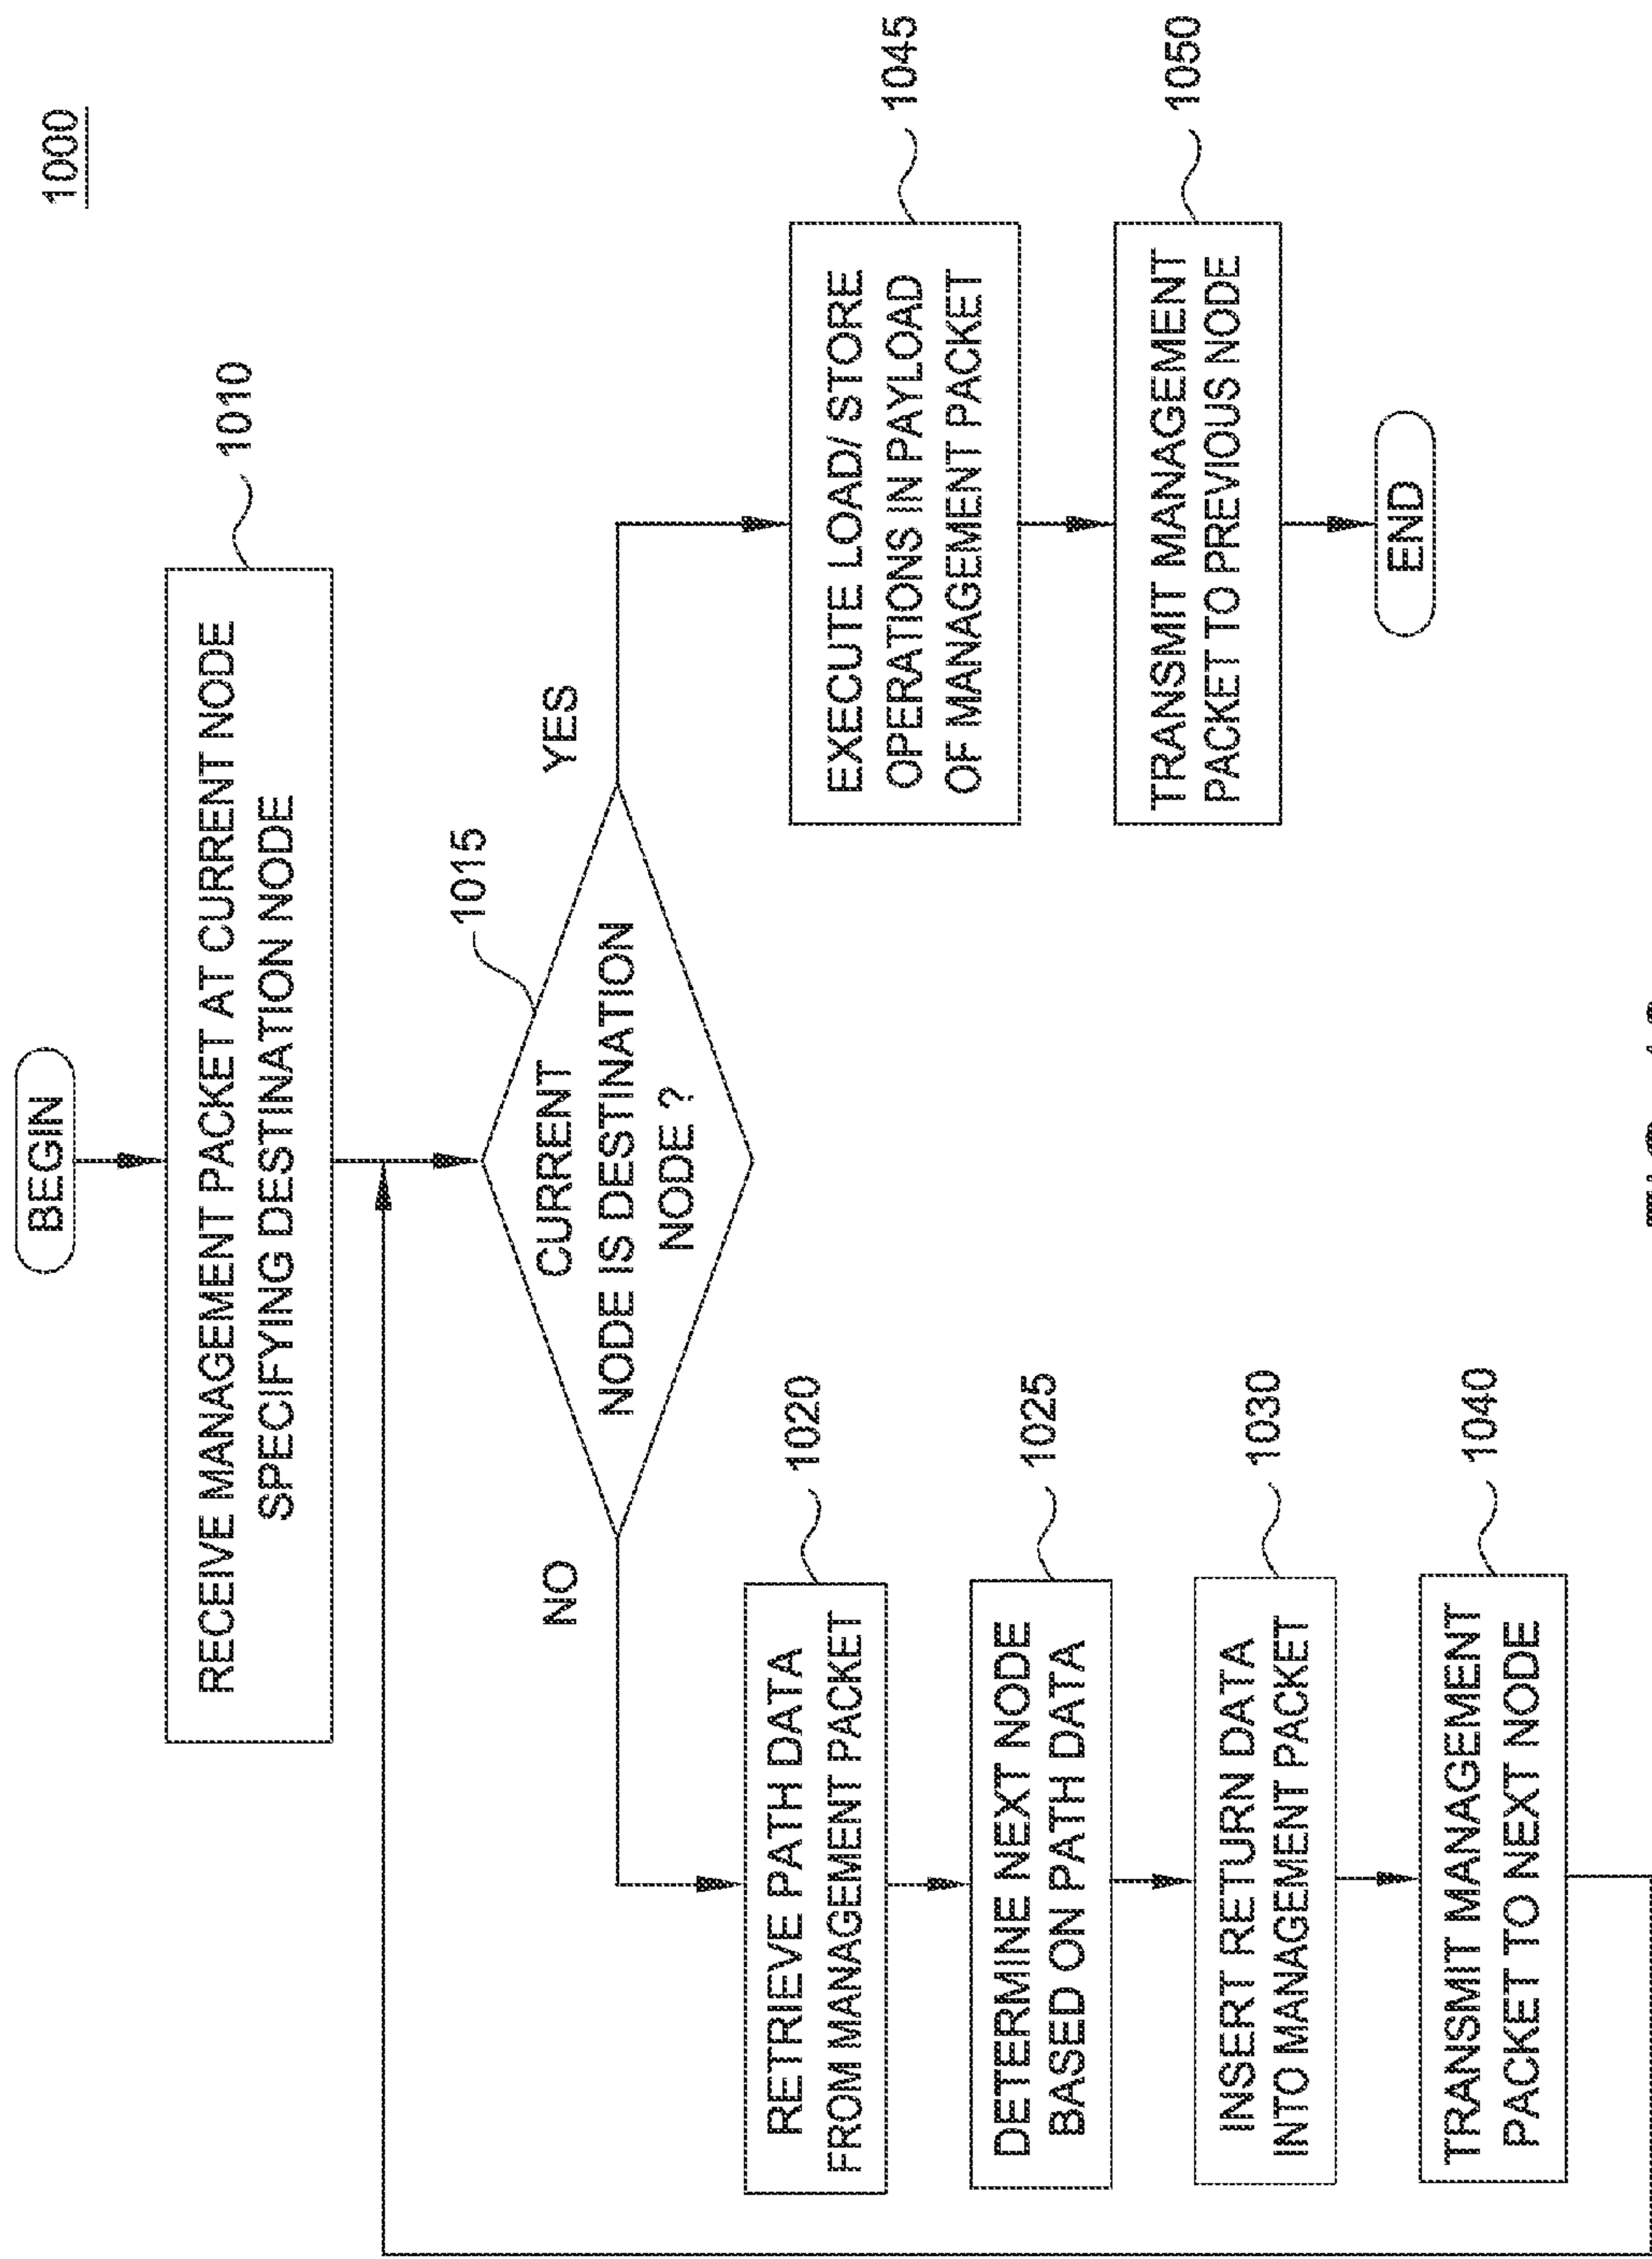 1000
BEGIN
RECEIVE MANAGEMENT PACKET AT CURRENT NODE
SPECIFYING DESTINATION NODE
1010
CURRENT
NODE IS DESTINATION
NODE ?
1015
NO
YES
RETRIEVE PATH DATA
FROM MANAGEMENT PACKET
1020
DETERMINE NEXT NODE
BASED ON PATH DATA
1025
INSERT RETURN DATA
INTO MANAGEMENT PACKET
1030
TRANSMIT MANAGEMENT
PACKET TO NEXT NODE
1040
EXECUTE LOAD/ STORE
OPERATIONS IN PAYLOAD
OF MANAGEMENT PACKET
1045
TRANSMIT MANAGEMENT
PACKET TO PREVIOUS NODE
1050
END